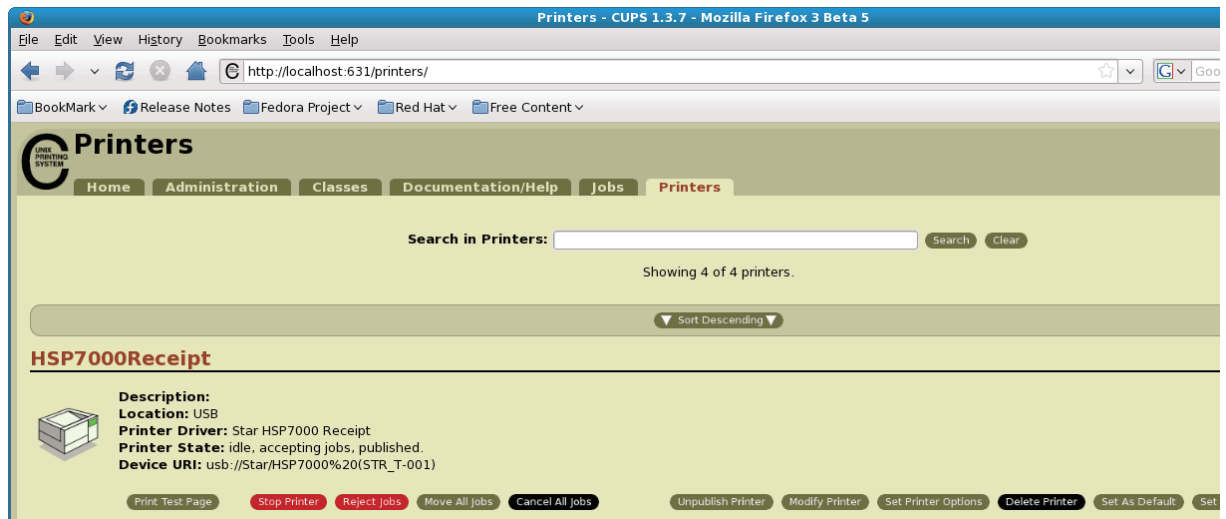 Printers - CUPS 1.3.7 - Mozilla Firefox 3 Beta 5
File Edit View History Bookmarks Tools Help
http://localhost:631/printers/ G Goo
BookMark Release Notes Fedora Project Red Hat Free Content
UNIX
PRINTING
SYSTEM
Printers
Home Administration Classes Documentation/Help Jobs Printers
Search in Printers: Search Clear
Showing 4 of 4 printers.
▼ Sort Descending ▼
HSP7000Receipt
Description:
Location: USB
Printer Driver: Star HSP7000 Receipt
Printer State: idle, accepting jobs, published.
Device URI: usb://Star/HSP7000%20(STR_T-001)
Print Test Page Stop Printer Reject Jobs Move All Jobs Cancel All Jobs Unpublish Printer Modify Printer Set Printer Options Delete Printer Set As Default Set